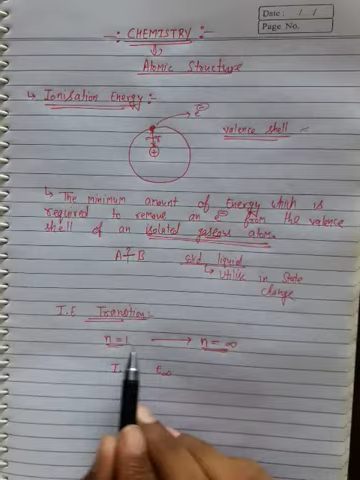 Date : / /
Page No.
-: CHEMISTRY :-
Atomic Structure
↳ Ionisation Energy :-
e⊖
valence shell
↳ The minimum amount of Energy which is
required to remove an e⊖ from the valence
shell of an isolated gaseous atom.
A B solid liquid
↳ Utilise in State
change
I.E Transition:-
n=1 → n=∞
I. E∞